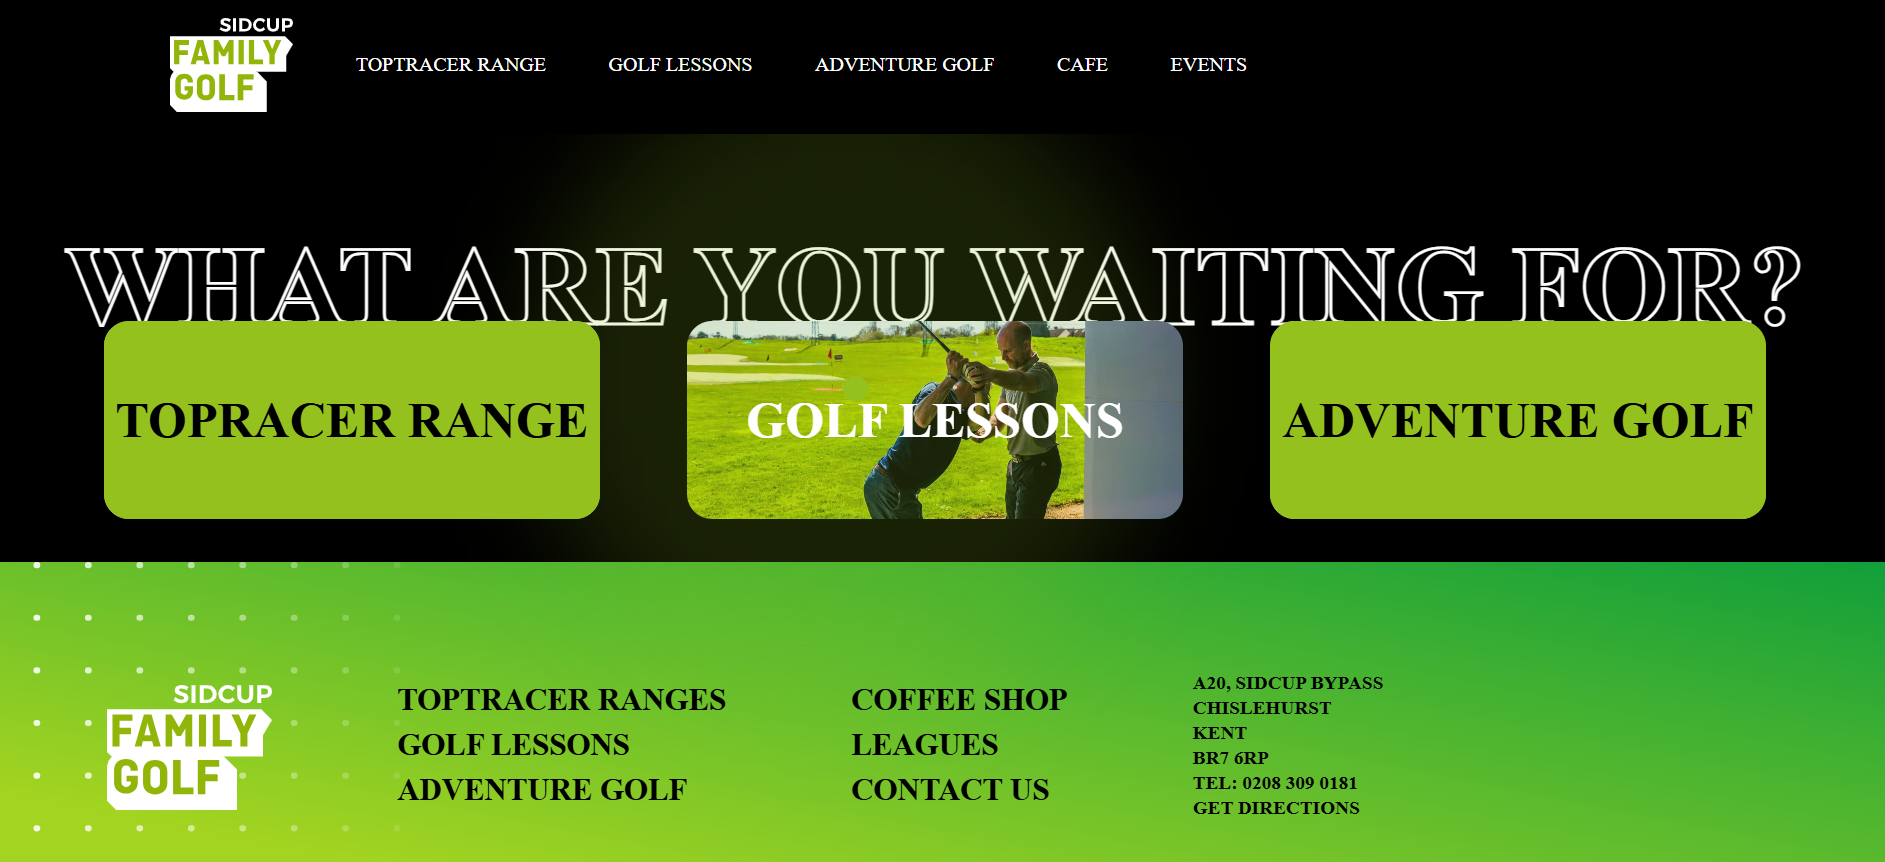 SIDCUP
FAMILY
GOLF
TOPTRACER RANGE
GOLF LESSONS
ADVENTURE GOLF
CAFE
EVENTS
WHAT ARE YOU WAITING FOR?
TOPRACER RANGE
GOLF LESSONS
ADVENTURE GOLF
SIDCUP
FAMILY
GOLF
TOPTRACER RANGES
GOLF LESSONS
ADVENTURE GOLF
COFFEE SHOP
LEAGUES
CONTACT US
A20, SIDCUP BYPASS
CHISLEHURST
KENT
BR7 6RP
TEL: 0208 309 0181
GET DIRECTIONS